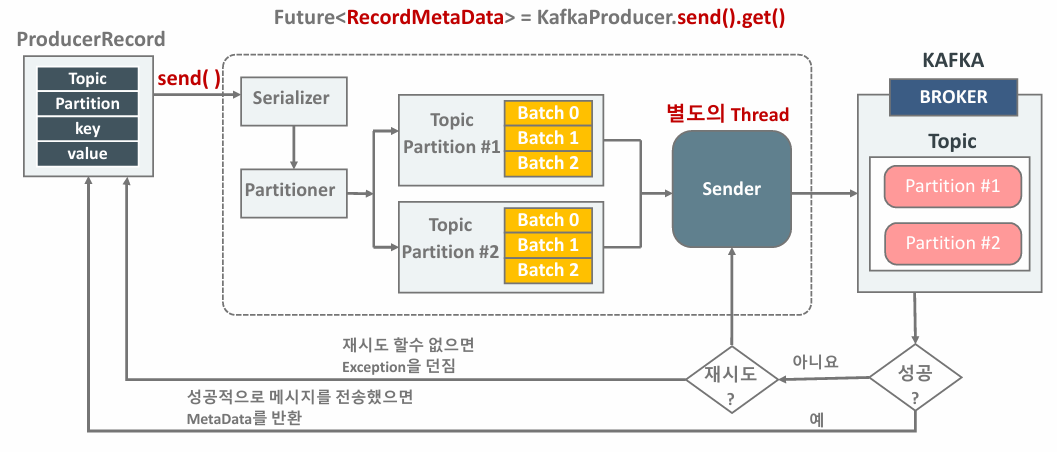 Future<RecordMetaData> = KafkaProducer.send().get()
ProducerRecord
Topic
Partition
key
value
send( )
Serializer
Partitioner
Topic
Partition #1
Batch 0
Batch 1
Batch 2
Topic
Partition #2
Batch 0
Batch 1
Batch 2
별도의 Thread
Sender
KAFKA
BROKER
Topic
Partition #1
Partition #2
성공
?
아니요
재시도
?
재시도 할수 없으면
Exception을 던짐
성공적으로 메시지를 전송했으면
MetaData를 반환
예